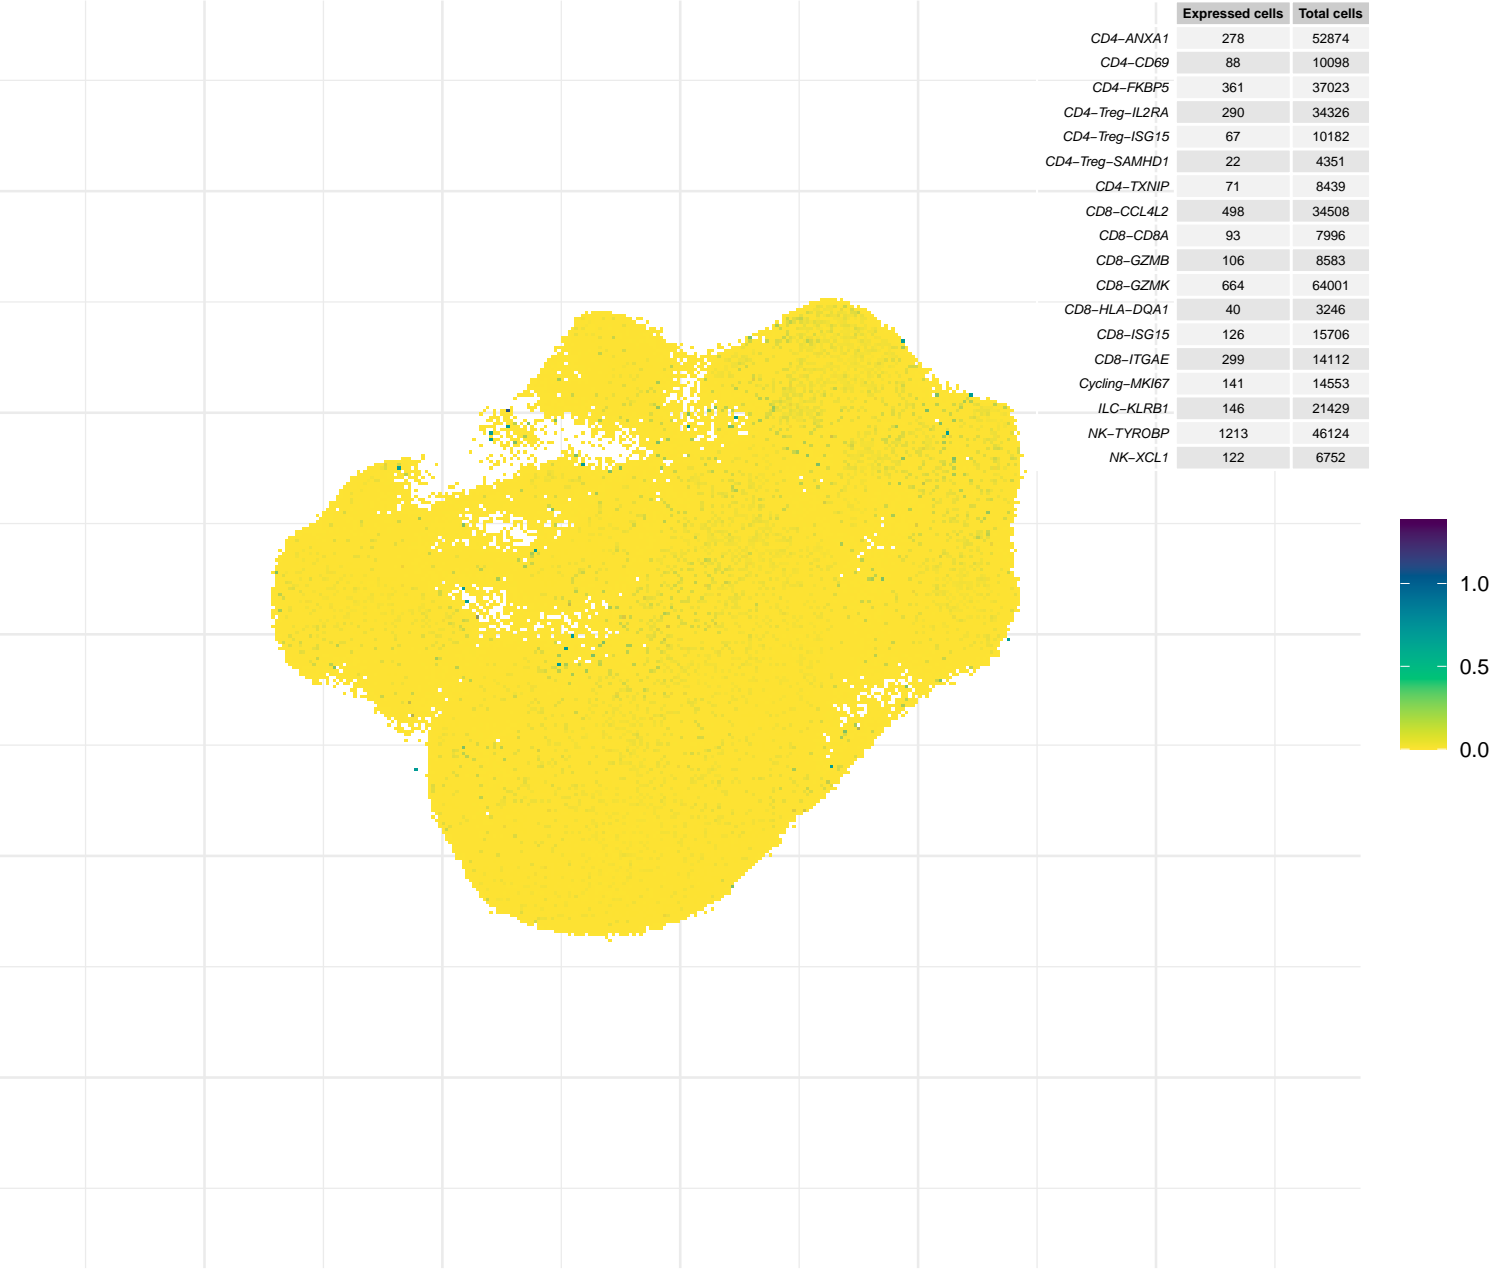 Expressed cells Total cells
CD4−ANXA1 278 52874
CD4−CD69 88 10098
CD4−FKBP5 361 37023
CD4−Treg−IL2RA 290 34326
CD4−Treg−ISG15 67 10182
CD4−Treg−SAMHD1 22 4351
CD4−TXNIP 71 8439
CD8−CCL4L2 498 34508
CD8−CD8A 93 7996
CD8−GZMB 106 8583
CD8−GZMK 664 64001
CD8−HLA−DQA1 40 3246
CD8−ISG15 126 15706
CD8−ITGAE 299 14112
Cycling−MKI67 141 14553
ILC−KLRB1 146 21429
NK−TYROBP 1213 46124
NK−XCL1 122 6752
1.0
0.5
0.0